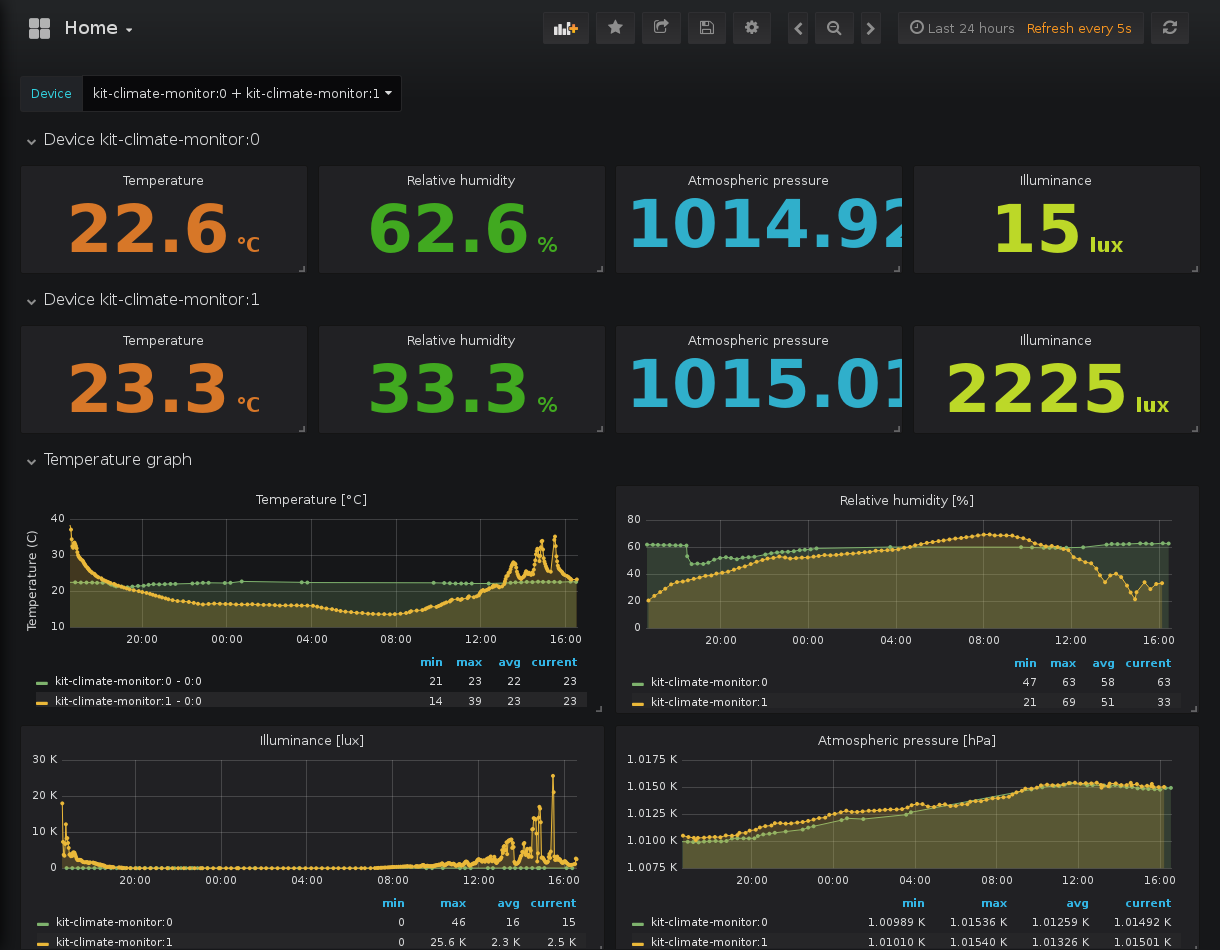 Home
Last 24 hours Refresh every 5s
Device kit-climate-monitor:0 + kit-climate-monitor:1
Device kit-climate-monitor:0
Temperature Relative humidity Atmospheric pressure Illuminance
22.6 °C 62.6 % 1014.92 15 lux
Device kit-climate-monitor:1
Temperature Relative humidity Atmospheric pressure Illuminance
23.3 °C 33.3 % 1015.01 2225 lux
Temperature graph
Temperature [°C]
Temperature (C)
40
30
20
10
20:00 00:00 04:00 08:00 12:00 16:00
min max avg current
kit-climate-monitor:0 - 0:0 21 23 22 23
kit-climate-monitor:1 - 0:0 14 39 23 23
Relative humidity [%]
80
60
40
20
0
20:00 00:00 04:00 08:00 12:00 16:00
min max avg current
kit-climate-monitor:0 47 63 58 63
kit-climate-monitor:1 21 69 51 33
Illuminance [lux]
30 K
20 K
10 K
0
20:00 00:00 04:00 08:00 12:00 16:00
min max avg current
kit-climate-monitor:0 0 46 16 15
kit-climate-monitor:1 0 25.6 K 2.3 K 2.5 K
Atmospheric pressure [hPa]
1.0175 K
1.0150 K
1.0125 K
1.0100 K
1.0075 K
20:00 00:00 04:00 08:00 12:00 16:00
min max avg current
kit-climate-monitor:0 1.00989 K 1.01536 K 1.01259 K 1.01492 K
kit-climate-monitor:1 1.01010 K 1.01540 K 1.01326 K 1.01501 K